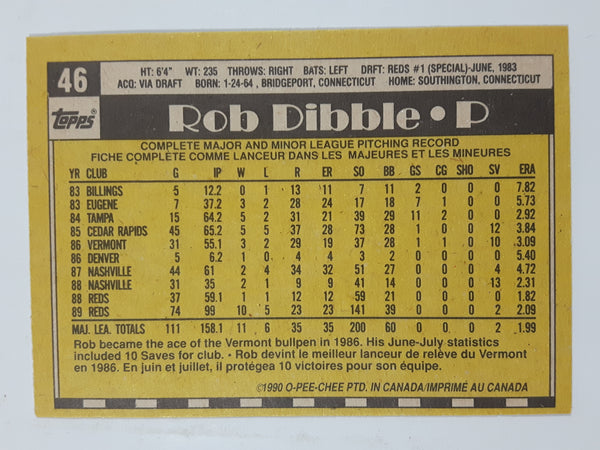 46
HT: 6'4" WT: 235 THROWS: RIGHT BATS: LEFT DRFT: REDS #1 (SPECIAL)-JUNE, 1983
ACQ: VIA DRAFT BORN: 1-24-64, BRIDGEPORT, CONNECTICUT HOME: SOUTHINGTON, CONNECTICUT
TOPPS®
Rob Dibble • P
COMPLETE MAJOR AND MINOR LEAGUE PITCHING RECORD
FICHE COMPLÈTE COMME LANCEUR DANS LES MAJEURES ET LES MINEURES
YR CLUB G IP W L R ER SO BB GS CG SHO SV ERA
83 BILLINGS 5 12.2 0 1 13 11 7 11 2 0 0 0 7.82
83 EUGENE 7 37.2 3 2 28 24 17 18 7 1 0 0 5.73
84 TAMPA 15 64.2 5 2 31 21 39 29 11 2 0 0 2.92
85 CEDAR RAPIDS 45 65.2 5 5 37 28 73 28 1 0 0 12 3.84
86 VERMONT 31 55.1 3 2 29 19 37 28 1 1 0 10 3.09
86 DENVER 5 6.2 1 0 4 4 3 2 0 0 0 0 5.40
87 NASHVILLE 44 61 2 4 34 32 51 27 0 0 0 4 4.72
88 NASHVILLE 31 35 2 1 9 9 41 14 0 0 0 13 2.31
88 REDS 37 59.1 1 1 12 12 59 21 0 0 0 0 1.82
89 REDS 74 99 10 5 23 23 141 39 0 0 0 2 2.09
MAJ. LEA. TOTALS 111 158.1 11 6 35 35 200 60 0 0 0 2 1.99
Rob became the ace of the Vermont bullpen in 1986. His June-July statistics
included 10 Saves for club. • Rob devint le meilleur lanceur de relève du Vermont
en 1986. En juin et juillet, il protégea 10 victoires pour son équipe.
©1990 O-PEE-CHEE PTD. IN CANADA/IMPRIMÉ AU CANADA